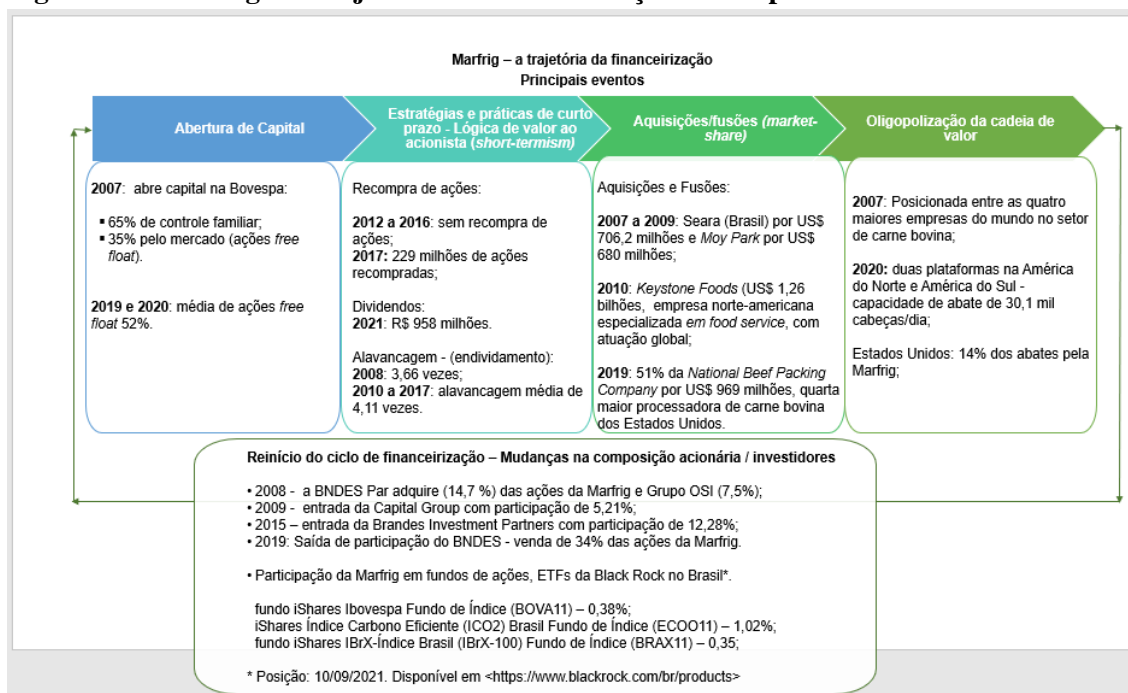 Marfrig – a trajetória da financeirização
Principais eventos
Abertura de Capital
Estratégias e práticas de curto
prazo - Lógica de valor ao
acionista (short-termism)
Aquisições/fusões (market-
share)
Oligopolização da cadeia de
valor
2007: abre capital na Bovespa:
▪ 65% de controle familiar;
▪ 35% pelo mercado (ações free
float).
2019 e 2020: média de ações free
float 52%.
Recompra de ações:
2012 a 2016: sem recompra de
ações;
2017: 229 milhões de ações
recompradas;
Dividendos:
2021: R$ 958 milhões.
Alavancagem - (endividamento):
2008: 3,66 vezes;
2010 a 2017: alavancagem média de
4,11 vezes.
Aquisições e Fusões:
2007 a 2009: Seara (Brasil) por US$
706,2 milhões e Moy Park por US$
680 milhões;
2010: Keystone Foods (US$ 1,26
bilhões, empresa norte-americana
especializada em food service, com
atuação global;
2019: 51% da National Beef Packing
Company por US$ 969 milhões, quarta
maior processadora de carne bovina
dos Estados Unidos.
2007: Posicionada entre as quatro
maiores empresas do mundo no setor
de carne bovina;
2020: duas plataformas na América
do Norte e América do Sul -
capacidade de abate de 30,1 mil
cabeças/dia;
Estados Unidos: 14% dos abates pela
Marfrig;
Reinício do ciclo de financeirização – Mudanças na composição acionária / investidores
• 2008 - a BNDES Par adquire (14,7 %) das ações da Marfrig e Grupo OSI (7,5%);
• 2009 - entrada da Capital Group com participação de 5,21%;
• 2015 – entrada da Brandes Investment Partners com participação de 12,28%;
• 2019: Saída de participação do BNDES - venda de 34% das ações da Marfrig.
• Participação da Marfrig em fundos de ações, ETFs da Black Rock no Brasil*.
fundo iShares Ibovespa Fundo de Índice (BOVA11) – 0,38%;
iShares Índice Carbono Eficiente (ICO2) Brasil Fundo de Índice (ECOO11) – 1,02%;
fundo iShares IBrX-Índice Brasil (IBrX-100) Fundo de Índice (BRAX11) – 0,35;
* Posição: 10/09/2021. Disponível em <https://www.blackrock.com/br/products>